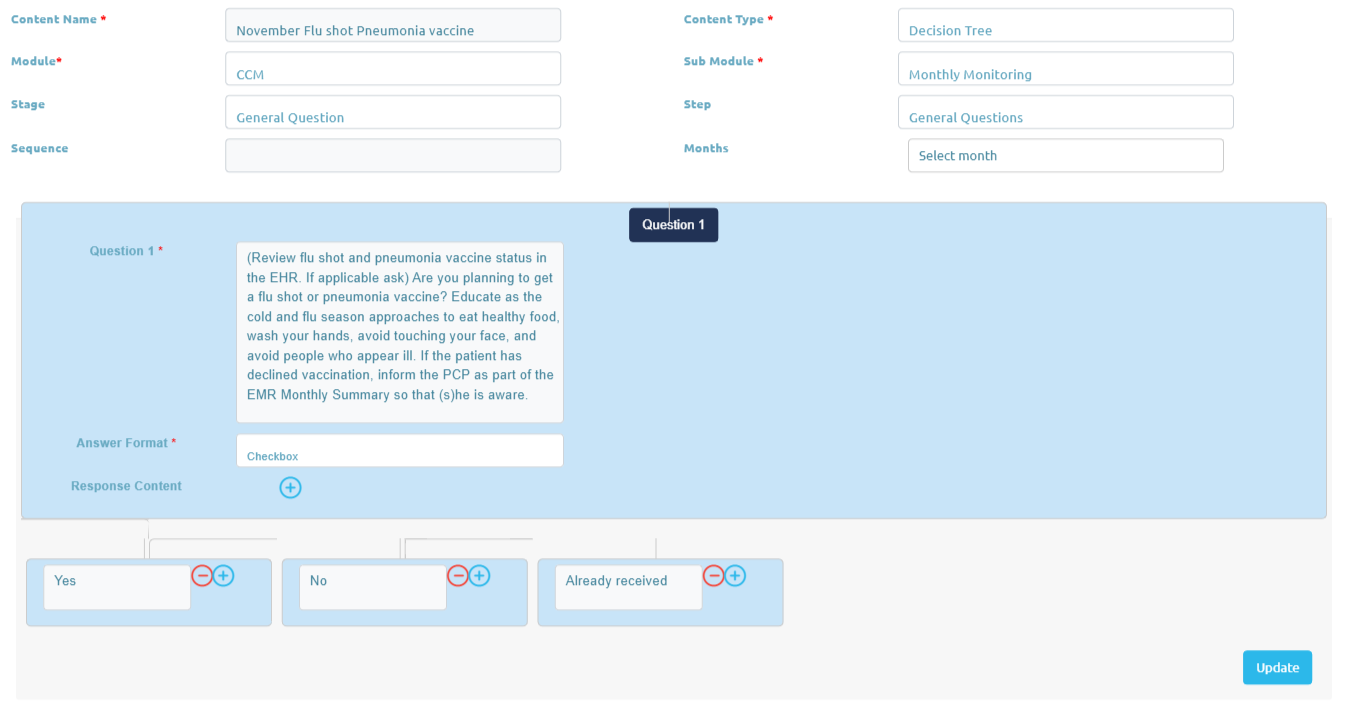 Content Name *
November Flu shot Pneumonia vaccine
Content Type *
Decision Tree
Module*
CCM
Sub Module *
Monthly Monitoring
Stage
General Question
Step
General Questions
Sequence
Months
Select month
Question 1
Question 1 *
(Review flu shot and pneumonia vaccine status in
the EHR. If applicable ask) Are you planning to get
a flu shot or pneumonia vaccine? Educate as the
cold and flu season approaches to eat healthy food,
wash your hands, avoid touching your face, and
avoid people who appear ill. If the patient has
declined vaccination, inform the PCP as part of the
EMR Monthly Summary so that (s)he is aware.
Answer Format *
Checkbox
Response Content
Yes
No
Already received
Update